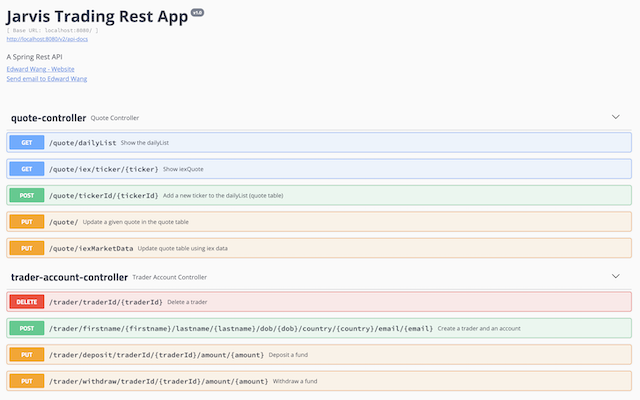 Jarvis Trading Rest App v1.0
[ Base URL: localhost:8080/ ]
http://localhost:8080/v2/api-docs
A Spring Rest API
Edward Wang - Website
Send email to Edward Wang
quote-controller Quote Controller
GET /quote/dailyList Show the dailyList
GET /quote/iex/ticker/{ticker} Show iexQuote
POST /quote/tickerId/{tickerId} Add a new ticker to the dailyList (quote table)
PUT /quote/ Update a given quote in the quote table
PUT /quote/iexMarketData Update quote table using iex data
trader-account-controller Trader Account Controller
DELETE /trader/traderId/{traderId} Delete a trader
POST /trader/firstname/{firstname}/lastname/{lastname}/dob/{dob}/country/{country}/email/{email} Create a trader and an account
PUT /trader/deposit/traderId/{traderId}/amount/{amount} Deposit a fund
PUT /trader/withdraw/traderId/{traderId}/amount/{amount} Withdraw a fund